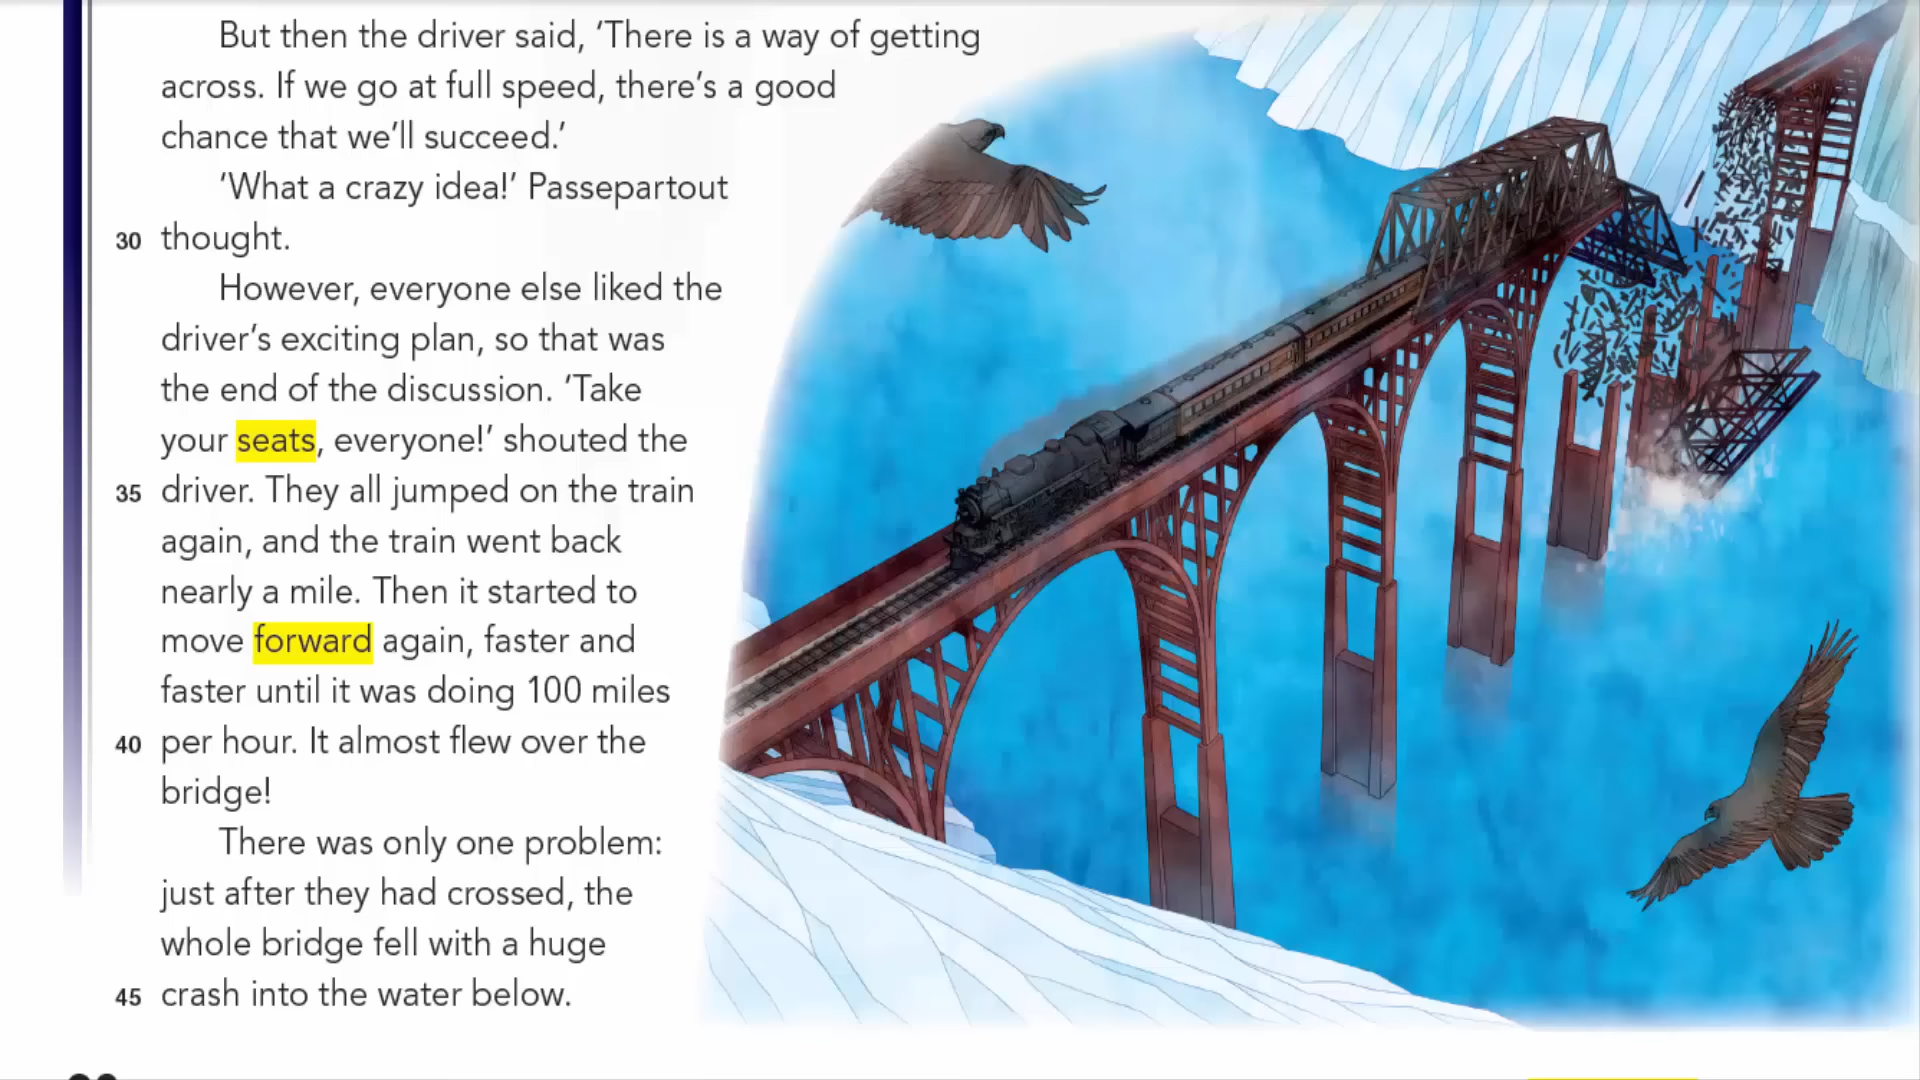 But then the driver said, ‘There is a way of getting
across. If we go at full speed, there’s a good
chance that we’ll succeed.’
‘What a crazy idea!’ Passepartout
30 thought.
However, everyone else liked the
driver’s exciting plan, so that was
the end of the discussion. ‘Take
your seats, everyone!’ shouted the
35 driver. They all jumped on the train
again, and the train went back
nearly a mile. Then it started to
move forward again, faster and
faster until it was doing 100 miles
40 per hour. It almost flew over the
bridge!
There was only one problem:
just after they had crossed, the
whole bridge fell with a huge
45 crash into the water below.